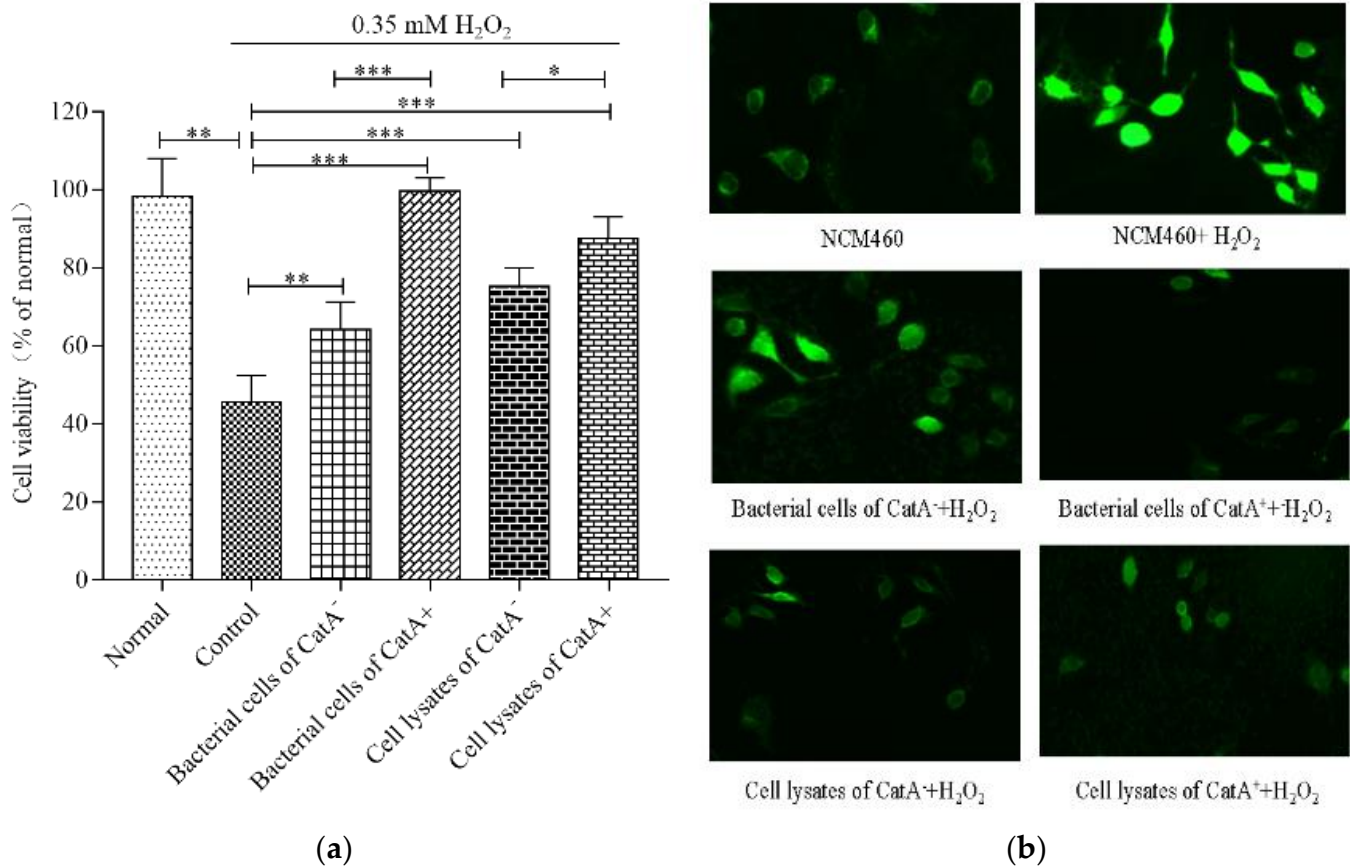 0.35 mM H₂O₂
***
*
***
**
***
***
**
120
100
80
60
40
20
0
Cell viability (% of normal)
Normal
Control
Bacterial cells of CatA⁻
Bacterial cells of CatA+
Cell lysates of CatA⁻
Cell lysates of CatA+
(a)
NCM460
NCM460+ H₂O₂
Bacterial cells of CatA⁻+H₂O₂
Bacterial cells of CatA⁺+H₂O₂
Cell lysates of CatA⁻+H₂O₂
Cell lysates of CatA⁺+H₂O₂
(b)